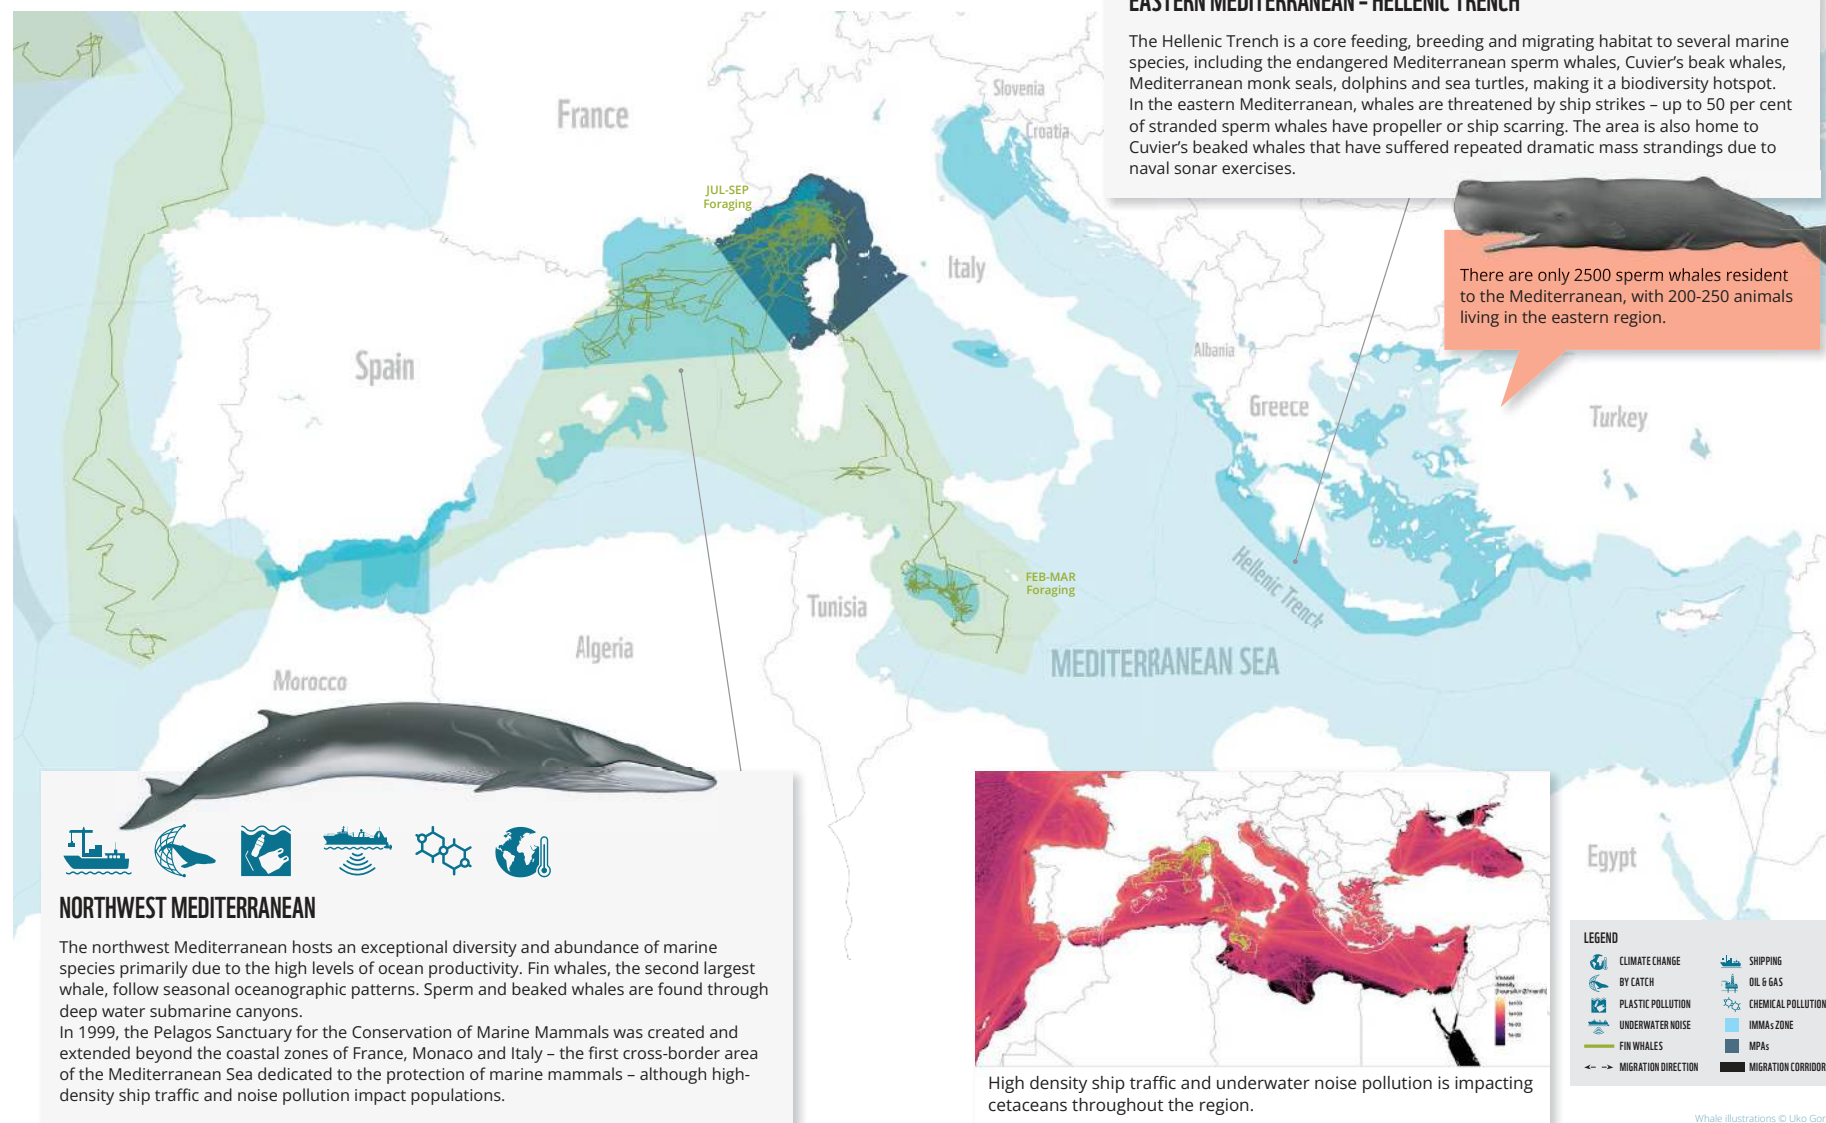 EASTERN MEDITERRANEAN – HELLENIC TRENCH
The Hellenic Trench is a core feeding, breeding and migrating habitat to several marine
species, including the endangered Mediterranean sperm whales, Cuvier's beak whales,
Mediterranean monk seals, dolphins and sea turtles, making it a biodiversity hotspot.
In the eastern Mediterranean, whales are threatened by ship strikes – up to 50 per cent
of stranded sperm whales have propeller or ship scarring. The area is also home to
Cuvier's beaked whales that have suffered repeated dramatic mass strandings due to
naval sonar exercises.
There are only 2500 sperm whales resident
to the Mediterranean, with 200-250 animals
living in the eastern region.
France
Slovenia
Croatia
JUL-SEP
Foraging
Italy
Spain
Albania
Greece
Turkey
Hellenic Trench
FEB-MAR
Foraging
Tunisia
Algeria
Morocco
MEDITERRANEAN SEA
Egypt
NORTHWEST MEDITERRANEAN
The northwest Mediterranean hosts an exceptional diversity and abundance of marine
species primarily due to the high levels of ocean productivity. Fin whales, the second largest
whale, follow seasonal oceanographic patterns. Sperm and beaked whales are found through
deep water submarine canyons.
In 1999, the Pelagos Sanctuary for the Conservation of Marine Mammals was created and
extended beyond the coastal zones of France, Monaco and Italy – the first cross-border area
of the Mediterranean Sea dedicated to the protection of marine mammals – although high-
density ship traffic and noise pollution impact populations.
High density ship traffic and underwater noise pollution is impacting
cetaceans throughout the region.
LEGEND
CLIMATE CHANGE
BY CATCH
PLASTIC POLLUTION
UNDERWATER NOISE
FIN WHALES
MIGRATION DIRECTION
SHIPPING
OIL & GAS
CHEMICAL POLLUTION
IMMAs ZONE
MPAs
MIGRATION CORRIDOR
Whale illustrations © Uko Gor